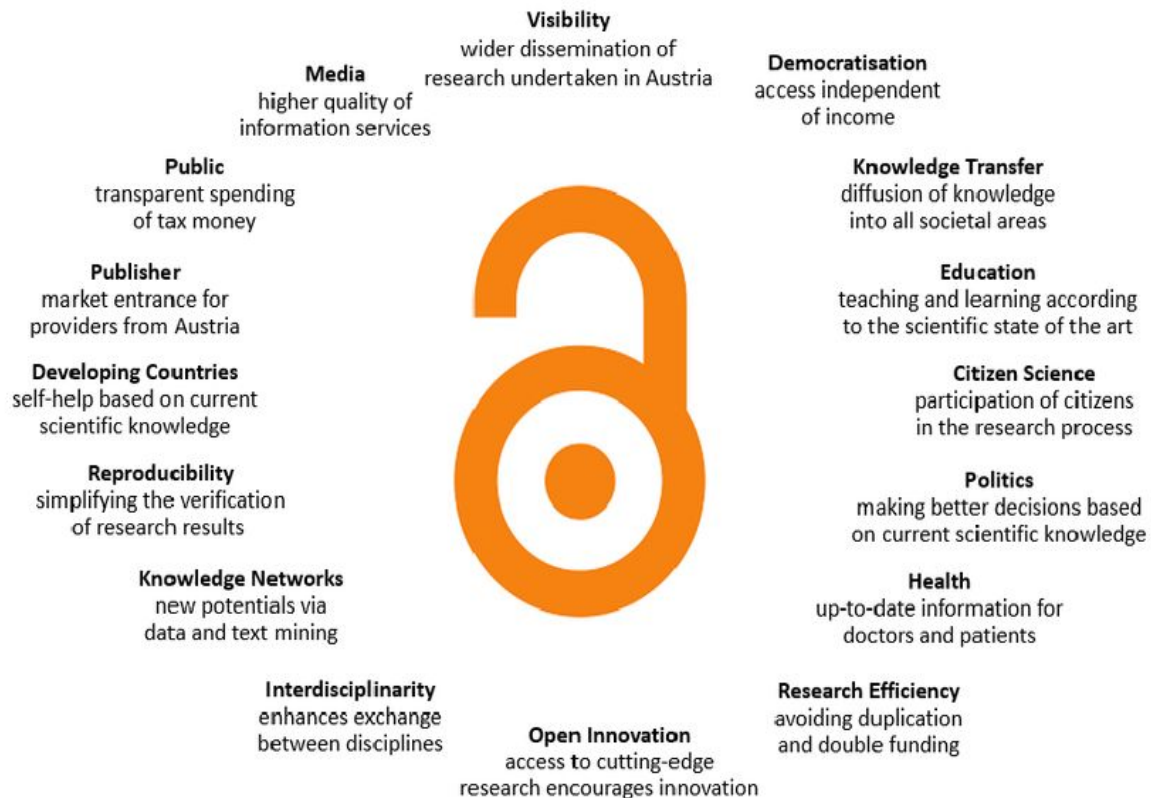 Visibility
wider dissemination of
research undertaken in Austria
Democratisation
access independent
of income
Knowledge Transfer
diffusion of knowledge
into all societal areas
Education
teaching and learning according
to the scientific state of the art
Citizen Science
participation of citizens
in the research process
Politics
making better decisions based
on current scientific knowledge
Health
up-to-date information for
doctors and patients
Research Efficiency
avoiding duplication
and double funding
Open Innovation
access to cutting-edge
research encourages innovation
Interdisciplinarity
enhances exchange
between disciplines
Knowledge Networks
new potentials via
data and text mining
Reproducibility
simplifying the verification
of research results
Developing Countries
self-help based on current
scientific knowledge
Publisher
market entrance for
providers from Austria
Public
transparent spending
of tax money
Media
higher quality of
information services